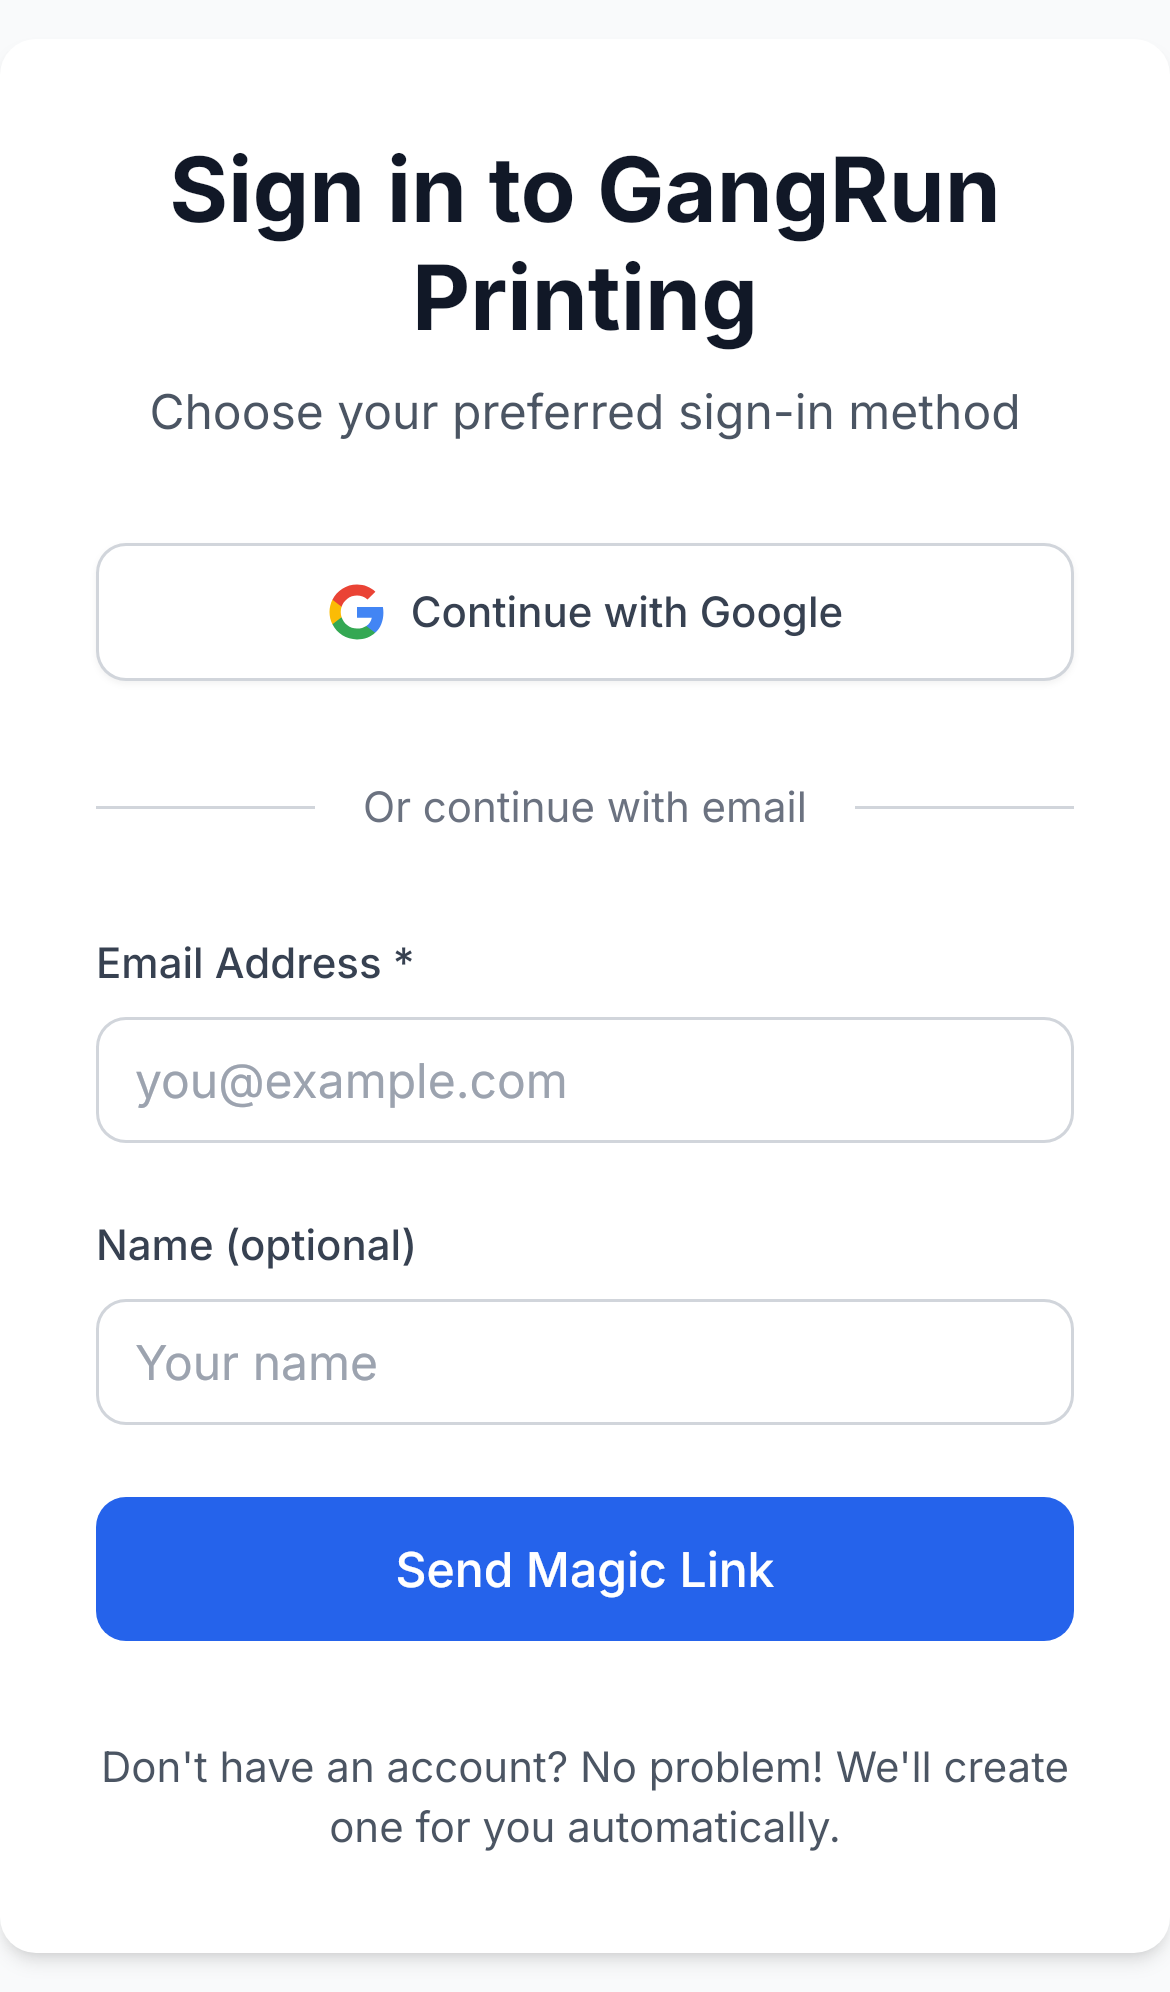 Sign in to GangRun
Printing
Choose your preferred sign-in method
Continue with Google
Or continue with email
Email Address *
you@example.com
Name (optional)
Your name
Send Magic Link
Don't have an account? No problem! We'll create
one for you automatically.